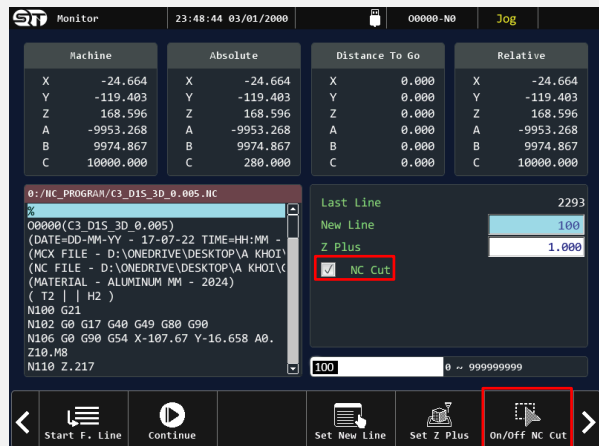 STT Monitor 23:48:44 03/01/2000 O0000-N0 Jog
Machine Absolute Distance To Go Relative
X -24.664 X -24.664 X 0.000 X -24.664
Y -119.403 Y -119.403 Y 0.000 Y -119.403
Z 168.596 Z 168.596 Z 0.000 Z 168.596
A -9953.268 A -9953.268 A 0.000 A -9953.268
B 9974.867 B 9974.867 B 0.000 B 9974.867
C 10000.000 C 280.000 C 0.000 C 10000.000
0:/NC_PROGRAM/C3_D1S_3D_0.005.NC
%
O0000(C3_D1S_3D_0.005)
(DATE=DD-MM-YY - 17-07-22 TIME=HH:MM -
(MCX FILE - D:\ONEDRIVE\DESKTOP\A KHOI\
(NC FILE - D:\ONEDRIVE\DESKTOP\A KHOI\C
(MATERIAL - ALUMINUM MM - 2024)
( T2 | | H2 )
N100 G21
N102 G0 G17 G40 G49 G80 G90
N106 G0 G90 G54 X-107.67 Y-16.658 A0.
Z10.M8
N110 Z.217
Last Line 2293
New Line 100
Z Plus 1.000
NC Cut
100 0 ~ 999999999
Start F. Line Continue Set New Line Set Z Plus On/Off NC Cut